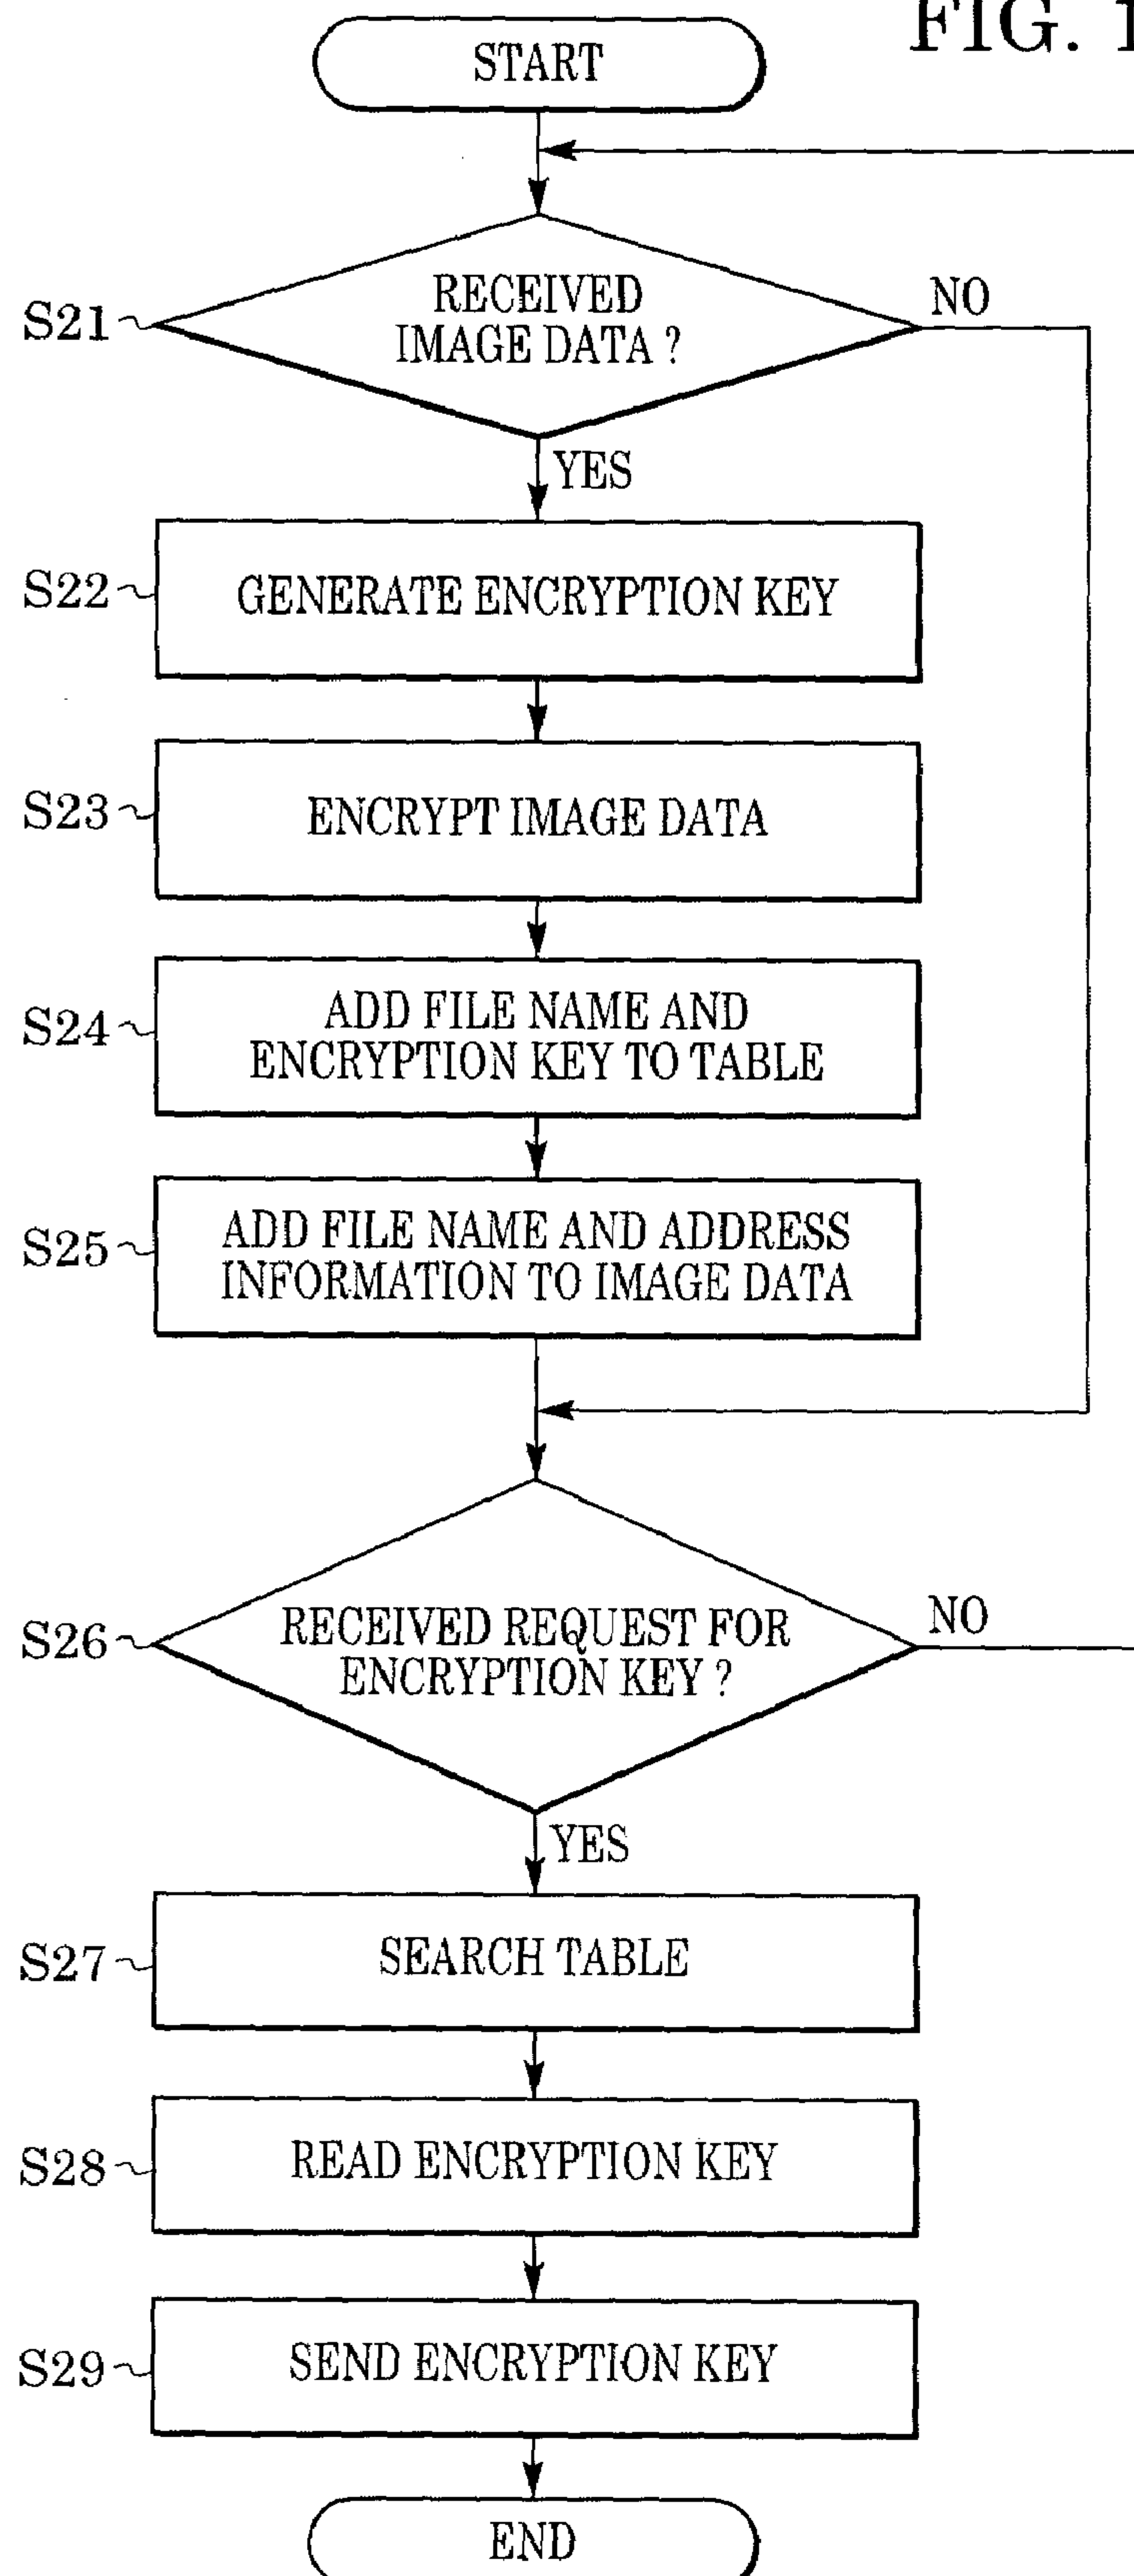 FIG. 1
START
S21
RECEIVED
IMAGE DATA ?
NO
YES
S22
GENERATE ENCRYPTION KEY
S23
ENCRYPT IMAGE DATA
S24
ADD FILE NAME AND
ENCRYPTION KEY TO TABLE
S25
ADD FILE NAME AND ADDRESS
INFORMATION TO IMAGE DATA
S26
RECEIVED REQUEST FOR
ENCRYPTION KEY ?
NO
YES
S27
SEARCH TABLE
S28
READ ENCRYPTION KEY
S29
SEND ENCRYPTION KEY
END